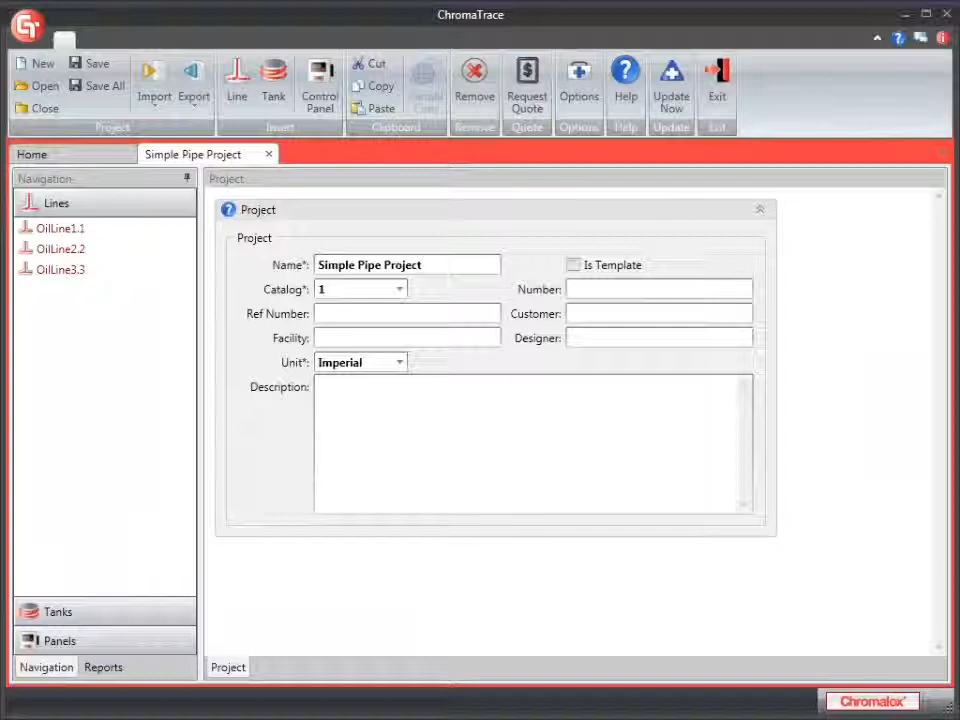 ChromaTrace
New
Save
Open
Save All
Close
Import
Export
Project
Line
Tank
Control Panel
Insert
Cut
Copy
Paste
Clipboard
Remove
Remove
Request Quote
Quote
Options
Options
Help
Help
Update Now
Update
Exit
Exit
Home
Simple Pipe Project
Navigation
Project
Lines
OilLine1.1
OilLine2.2
OilLine3.3
Project
Project
Name*: Simple Pipe Project
Is Template
Catalog*: 1
Number:
Ref Number:
Customer:
Facility:
Designer:
Unit*: Imperial
Description:
Tanks
Panels
Navigation
Reports
Project
Chromalox